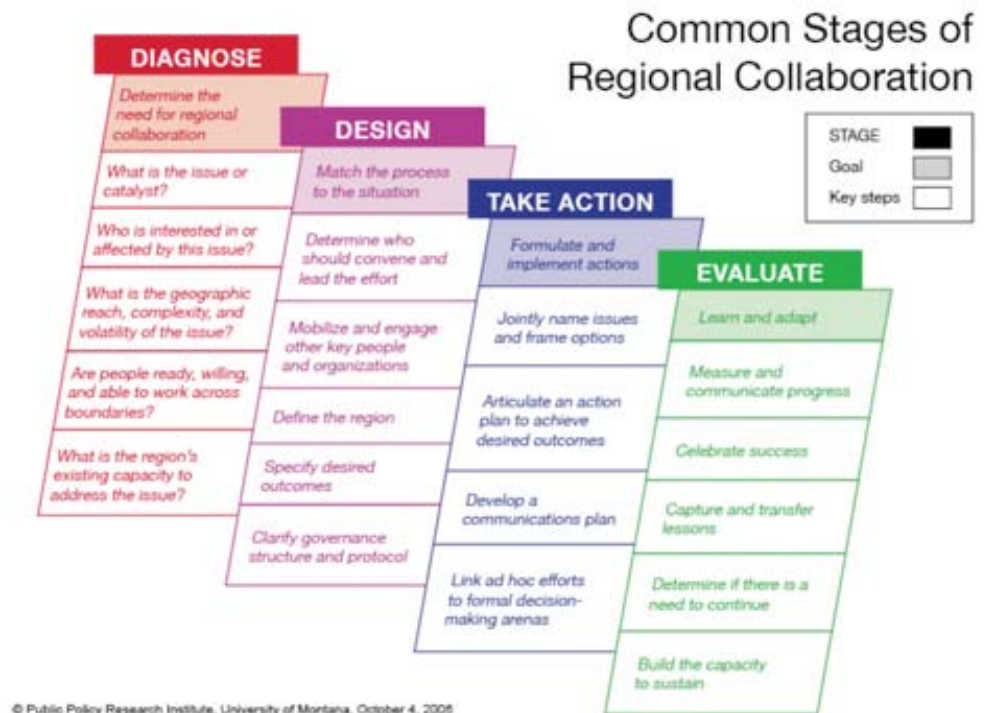 Common Stages of
Regional Collaboration
STAGE
Goal
Key steps
DIAGNOSE
Determine the
need for regional
collaboration
What is the issue or
catalyst?
Who is interested in or
affected by this issue?
What is the geographic
reach, complexity, and
volatility of the issue?
Are people ready, willing,
and able to work across
boundaries?
What is the region's
existing capacity to
address the issue?
DESIGN
Match the process
to the situation
Determine who
should convene and
lead the effort
Mobilize and engage
other key people
and organizations
Define the region
Specify desired
outcomes
Clarify governance
structure and protocol
TAKE ACTION
Formulate and
implement actions
Jointly name issues
and frame options
Articulate an action
plan to achieve
desired outcomes
Develop a
communications plan
Link ad hoc efforts
to formal decision-
making arenas
EVALUATE
Learn and adapt
Measure and
communicate progress
Celebrate success
Capture and transfer
lessons
Determine if there is a
need to continue
Build the capacity
to sustain
© Public Policy Research Institute, University of Montana, October 4,